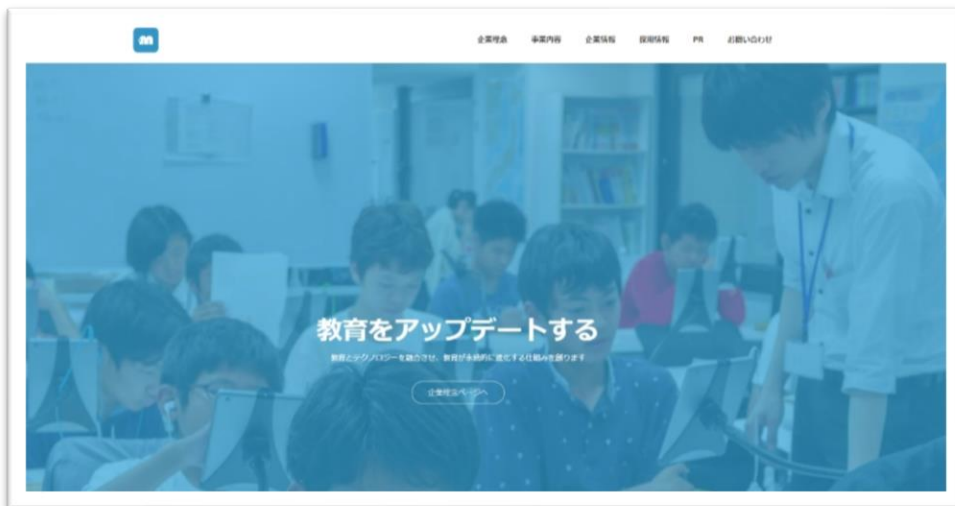 m
企業理念 事業内容 企業情報 採用情報 PR お問い合わせ
教育をアップデートする
教育とテクノロジーを融合させ、教育が永続的に進化する仕組みを創ります
企業理念ページへ